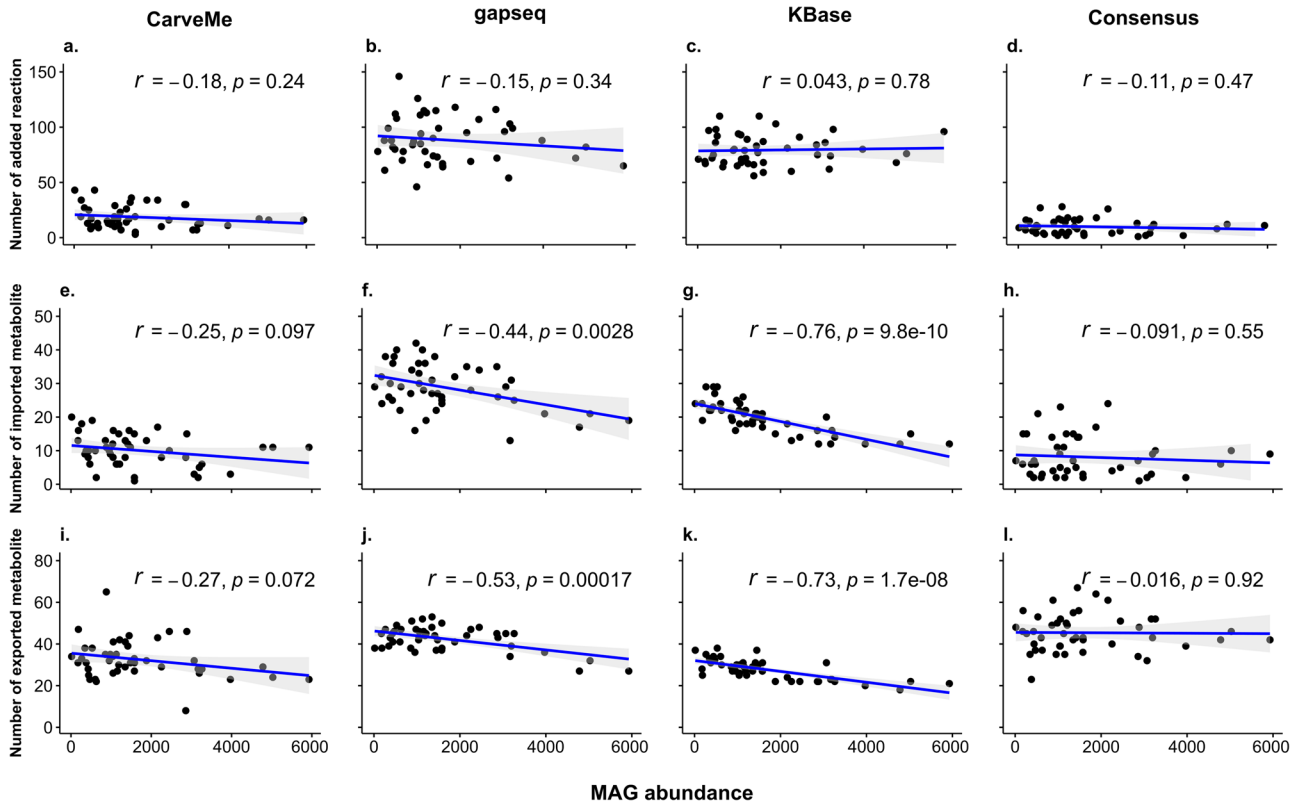 CarveMe
gapseq
KBase
Consensus
a.
b.
c.
d.
Number of added reaction
150
100
50
0
r = −0.18, p = 0.24
r = −0.15, p = 0.34
r = 0.043, p = 0.78
r = −0.11, p = 0.47
e.
f.
g.
h.
Number of imported metabolite
50
40
30
20
10
0
r = −0.25, p = 0.097
r = −0.44, p = 0.0028
r = −0.76, p = 9.8e-10
r = −0.091, p = 0.55
i.
j.
k.
l.
Number of exported metabolite
80
60
40
20
0
r = −0.27, p = 0.072
r = −0.53, p = 0.00017
r = −0.73, p = 1.7e-08
r = −0.016, p = 0.92
0 2000 4000 6000
0 2000 4000 6000
0 2000 4000 6000
0 2000 4000 6000
MAG abundance